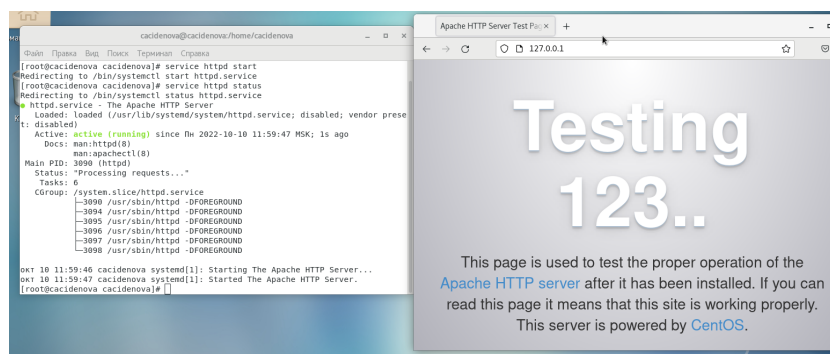 cacidenova@cacidenova:/home/cacidenova
Файл Правка Вид Поиск Терминал Справка
[root@cacidenova cacidenova]# service httpd start
Redirecting to /bin/systemctl start httpd.service
[root@cacidenova cacidenova]# service httpd status
Redirecting to /bin/systemctl status httpd.service
● httpd.service - The Apache HTTP Server
Loaded: loaded (/usr/lib/systemd/system/httpd.service; disabled; vendor prese
t: disabled)
Active: active (running) since Пн 2022-10-10 11:59:47 MSK; 1s ago
Docs: man:httpd(8)
man:apachectl(8)
Main PID: 3090 (httpd)
Status: "Processing requests..."
Tasks: 6
CGroup: /system.slice/httpd.service
├─3090 /usr/sbin/httpd -DFOREGROUND
├─3094 /usr/sbin/httpd -DFOREGROUND
├─3095 /usr/sbin/httpd -DFOREGROUND
├─3096 /usr/sbin/httpd -DFOREGROUND
├─3097 /usr/sbin/httpd -DFOREGROUND
└─3098 /usr/sbin/httpd -DFOREGROUND
окт 10 11:59:46 cacidenova systemd[1]: Starting The Apache HTTP Server...
окт 10 11:59:47 cacidenova systemd[1]: Started The Apache HTTP Server.
[root@cacidenova cacidenova]#
Apache HTTP Server Test Pag
127.0.0.1
Testing
123..
This page is used to test the proper operation of the
Apache HTTP server after it has been installed. If you can
read this page it means that this site is working properly.
This server is powered by CentOS.